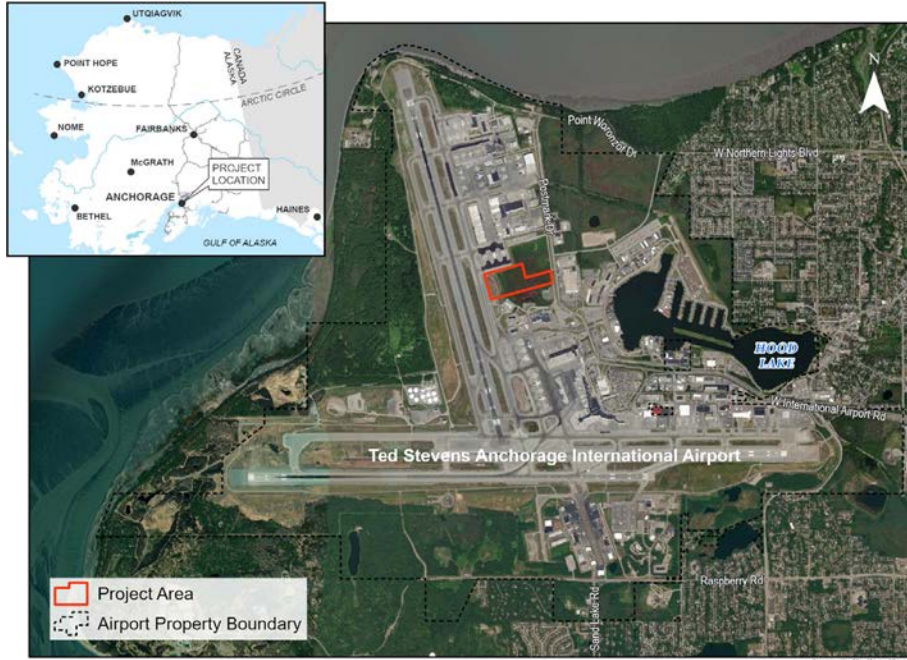 UTQIAGVIK
POINT HOPE
KOTZEBUE
CANADA
ALASKA
ARCTIC CIRCLE
NOME
FAIRBANKS
McGRATH
PROJECT
LOCATION
ANCHORAGE
BETHEL
HAINES
GULF OF ALASKA
N
Point Woronzof Dr
W Northern Lights Blvd
Postmark Dr
HOOD
LAKE
W International Airport Rd
Ted Stevens Anchorage International Airport
Raspberry Rd
Sand Lake Rd
Project Area
Airport Property Boundary